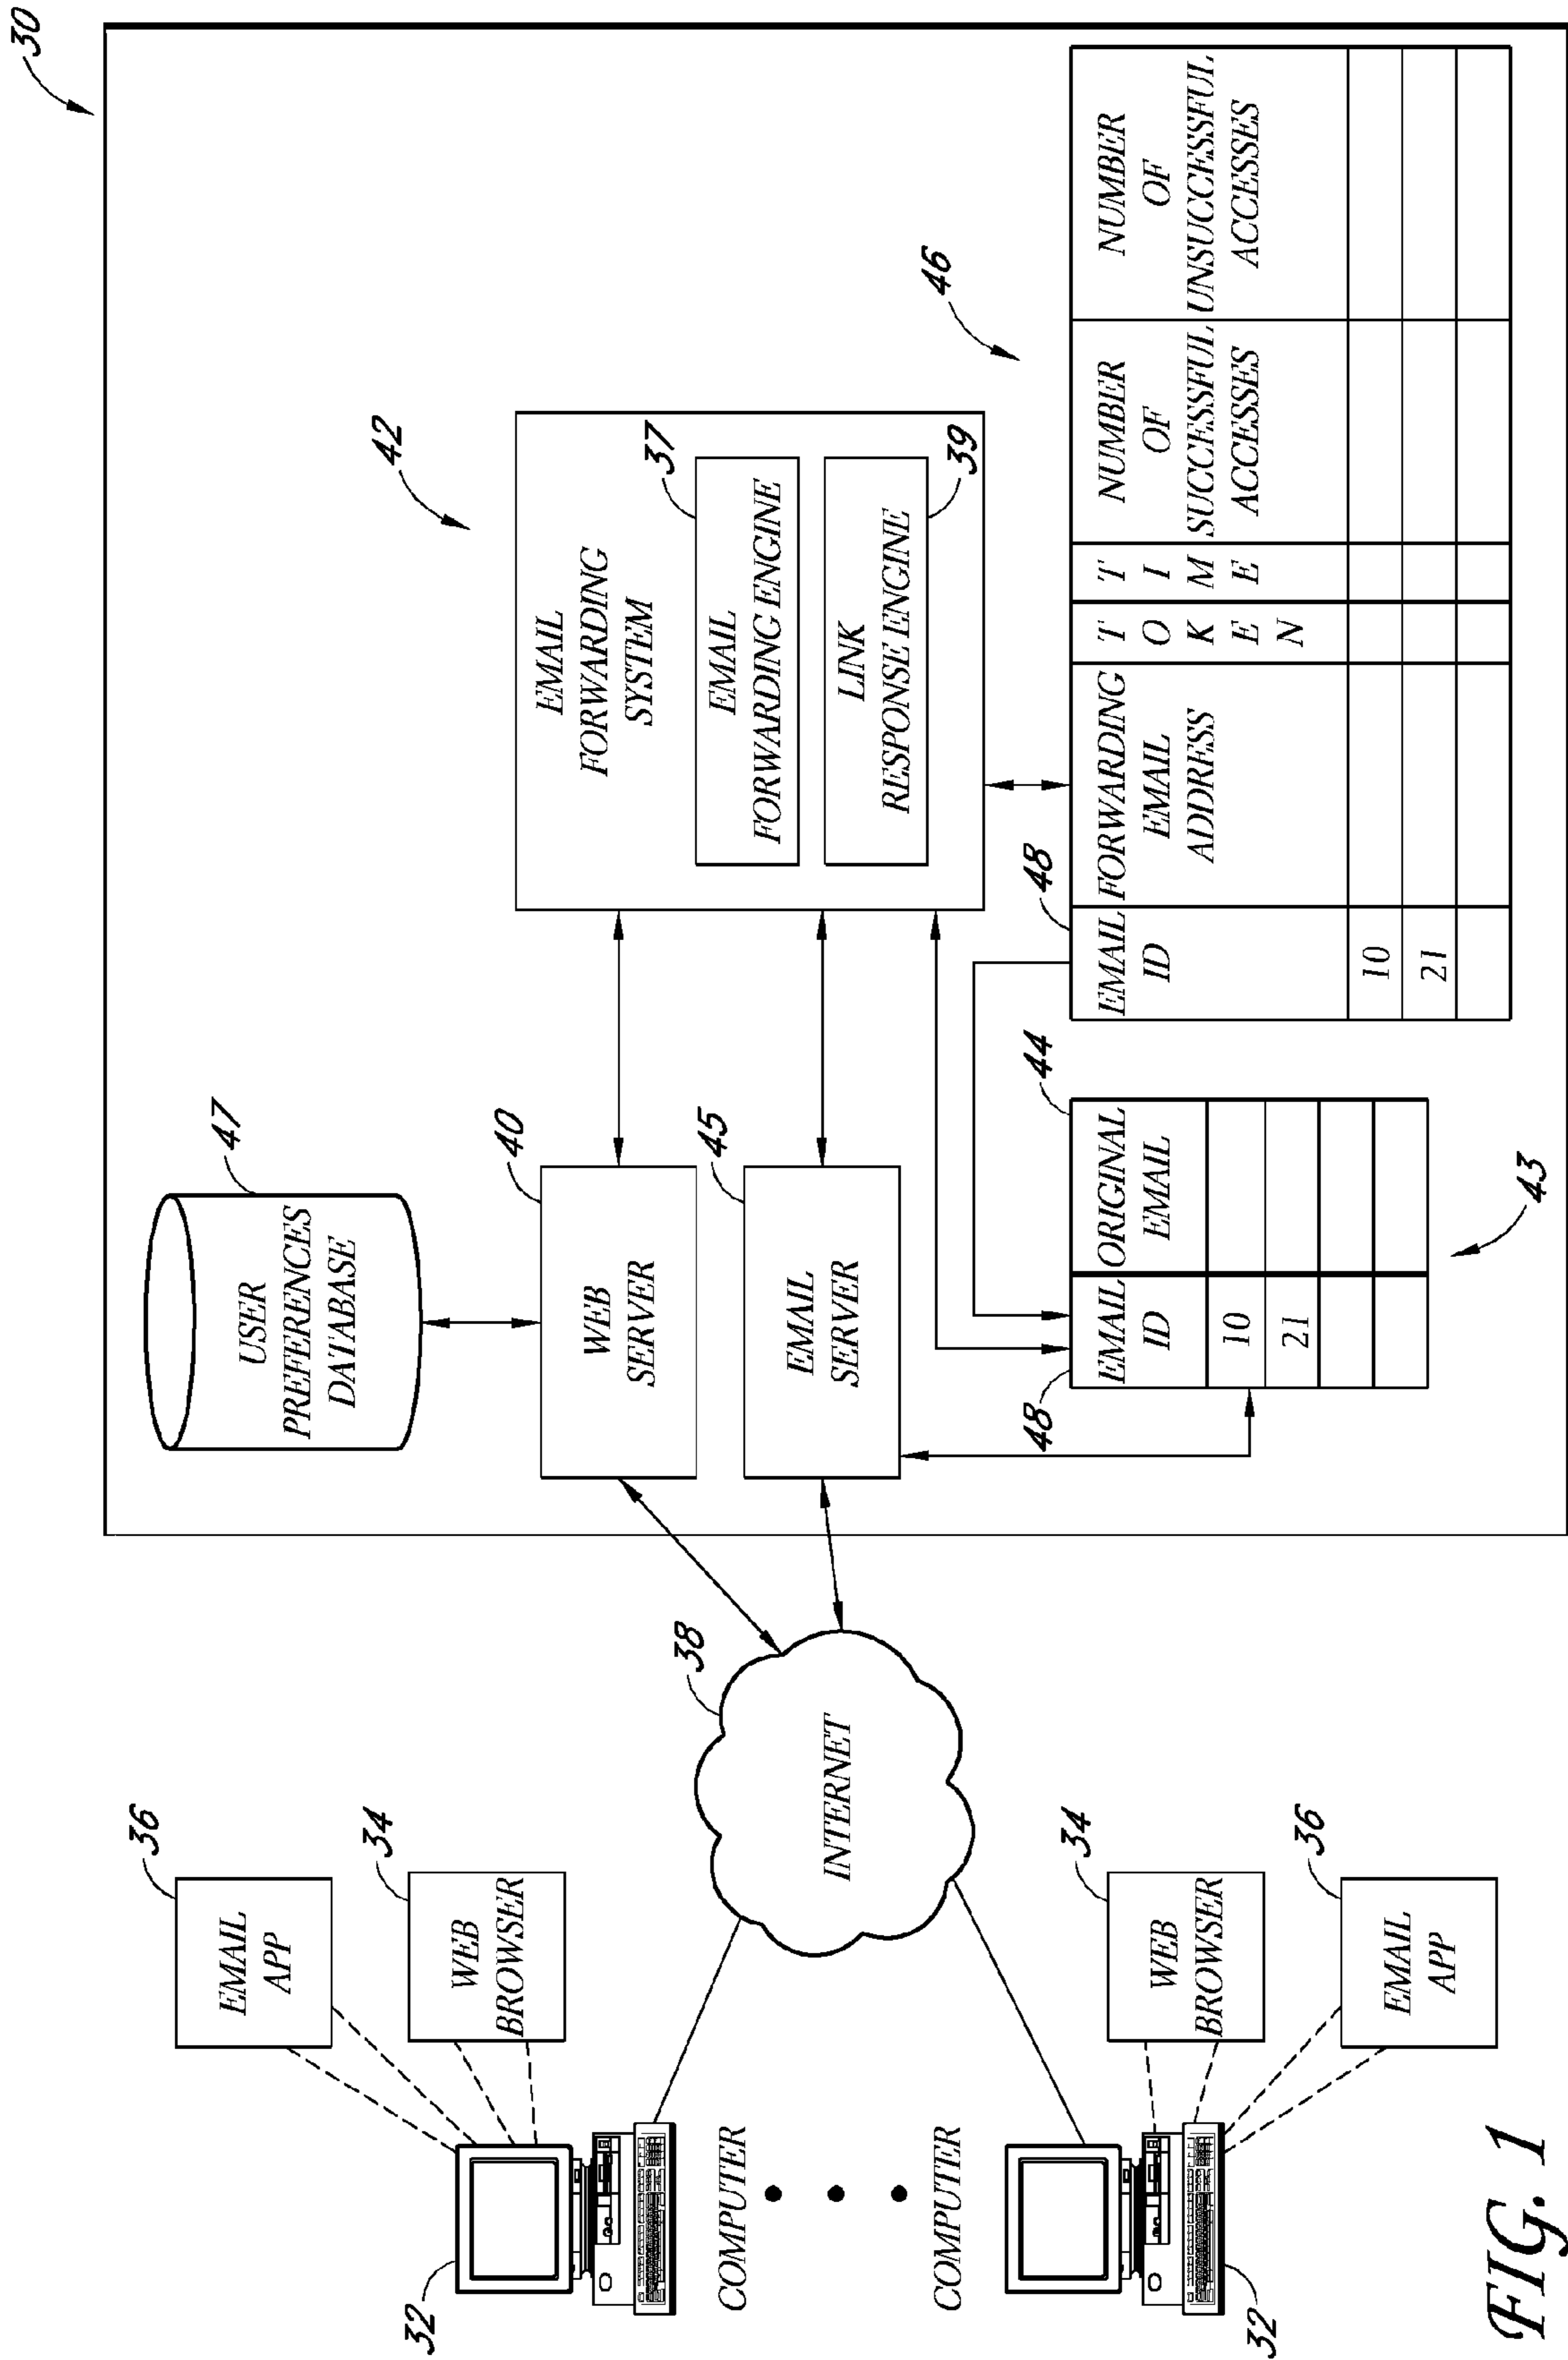 30
36
EMAIL
APP
34
WEB
BROWSER
32
COMPUTER
COMPUTER
34
WEB
BROWSER
36
EMAIL
APP
32
38
INTERNET
47
USER
PREFERENCES
DATABASE
40
WEB
SERVER
45
EMAIL
SERVER
42
EMAIL
FORWARDING
SYSTEM
37
EMAIL
FORWARDING ENGINE
39
LINK
RESPONSE ENGINE
48
44
EMAIL
ID
ORIGINAL
EMAIL
10
21
43
46
48
EMAIL
ID
FORWARDING
EMAIL
ADDRESS
T
O
K
E
N
T
I
M
E
NUMBER
OF
SUCCESSFUL
ACCESSES
NUMBER
OF
UNSUCCESSFUL
ACCESSES
10
21
FIG. 1